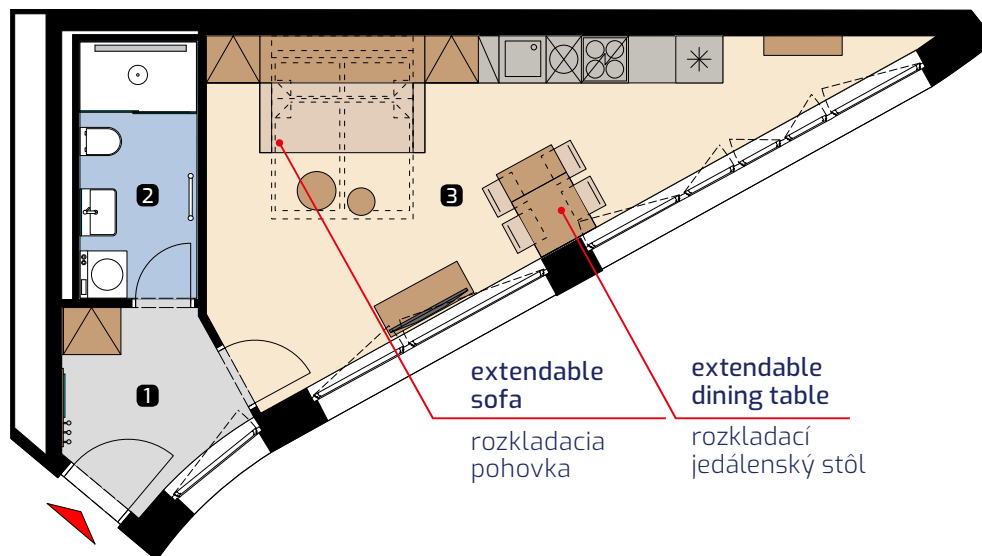 2
3
1
extendable
sofa
rozkladacia
pohovka
extendable
dining table
rozkladací
jedálenský stôl